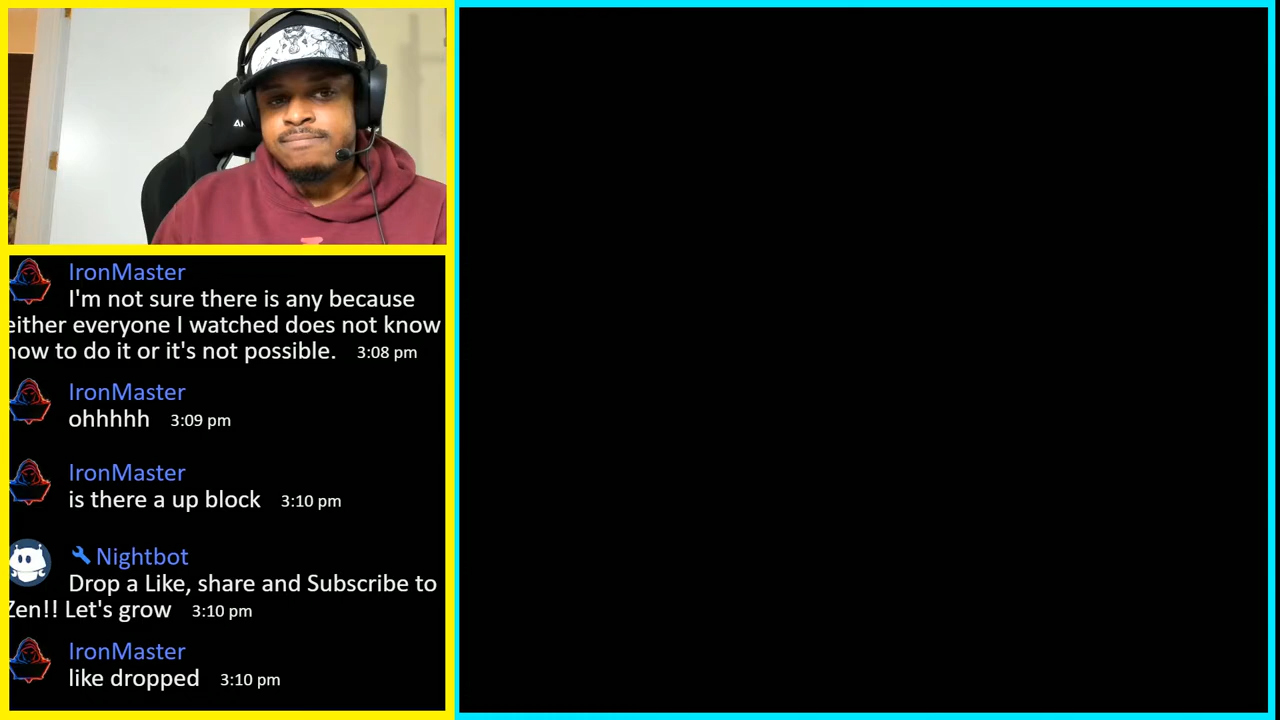 IronMaster
I'm not sure there is any because
either everyone I watched does not know
how to do it or it's not possible. 3:08 pm
IronMaster
ohhhhh 3:09 pm
IronMaster
is there a up block 3:10 pm
Nightbot
Drop a Like, share and Subscribe to
Zen!! Let's grow 3:10 pm
IronMaster
like dropped 3:10 pm